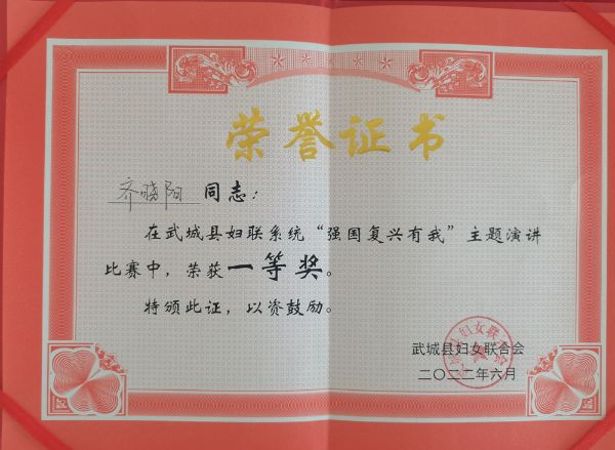 荣誉证书
齐晓阳 同志：
在武城县妇联系统“强国复兴有我”主题演讲
比赛中，荣获一等奖。
特颁此证，以资鼓励。
武城县妇女联合会
二〇二二年六月